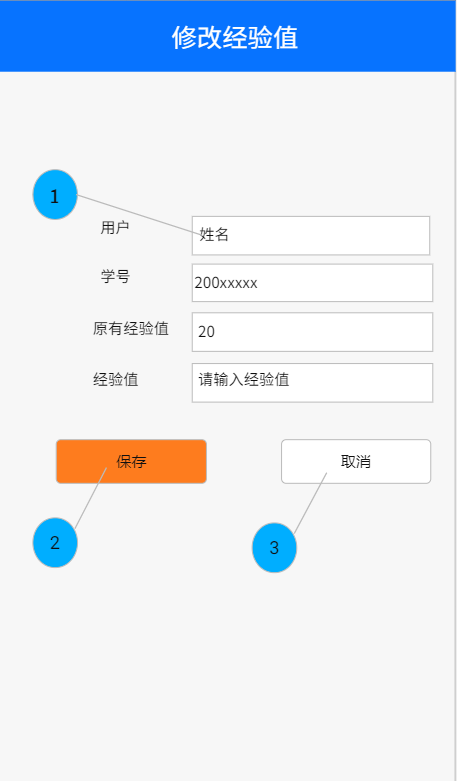 修改经验值
1
用户 姓名
学号 200xxxxx
原有经验值 20
经验值 请输入经验值
保存 取消
2 3